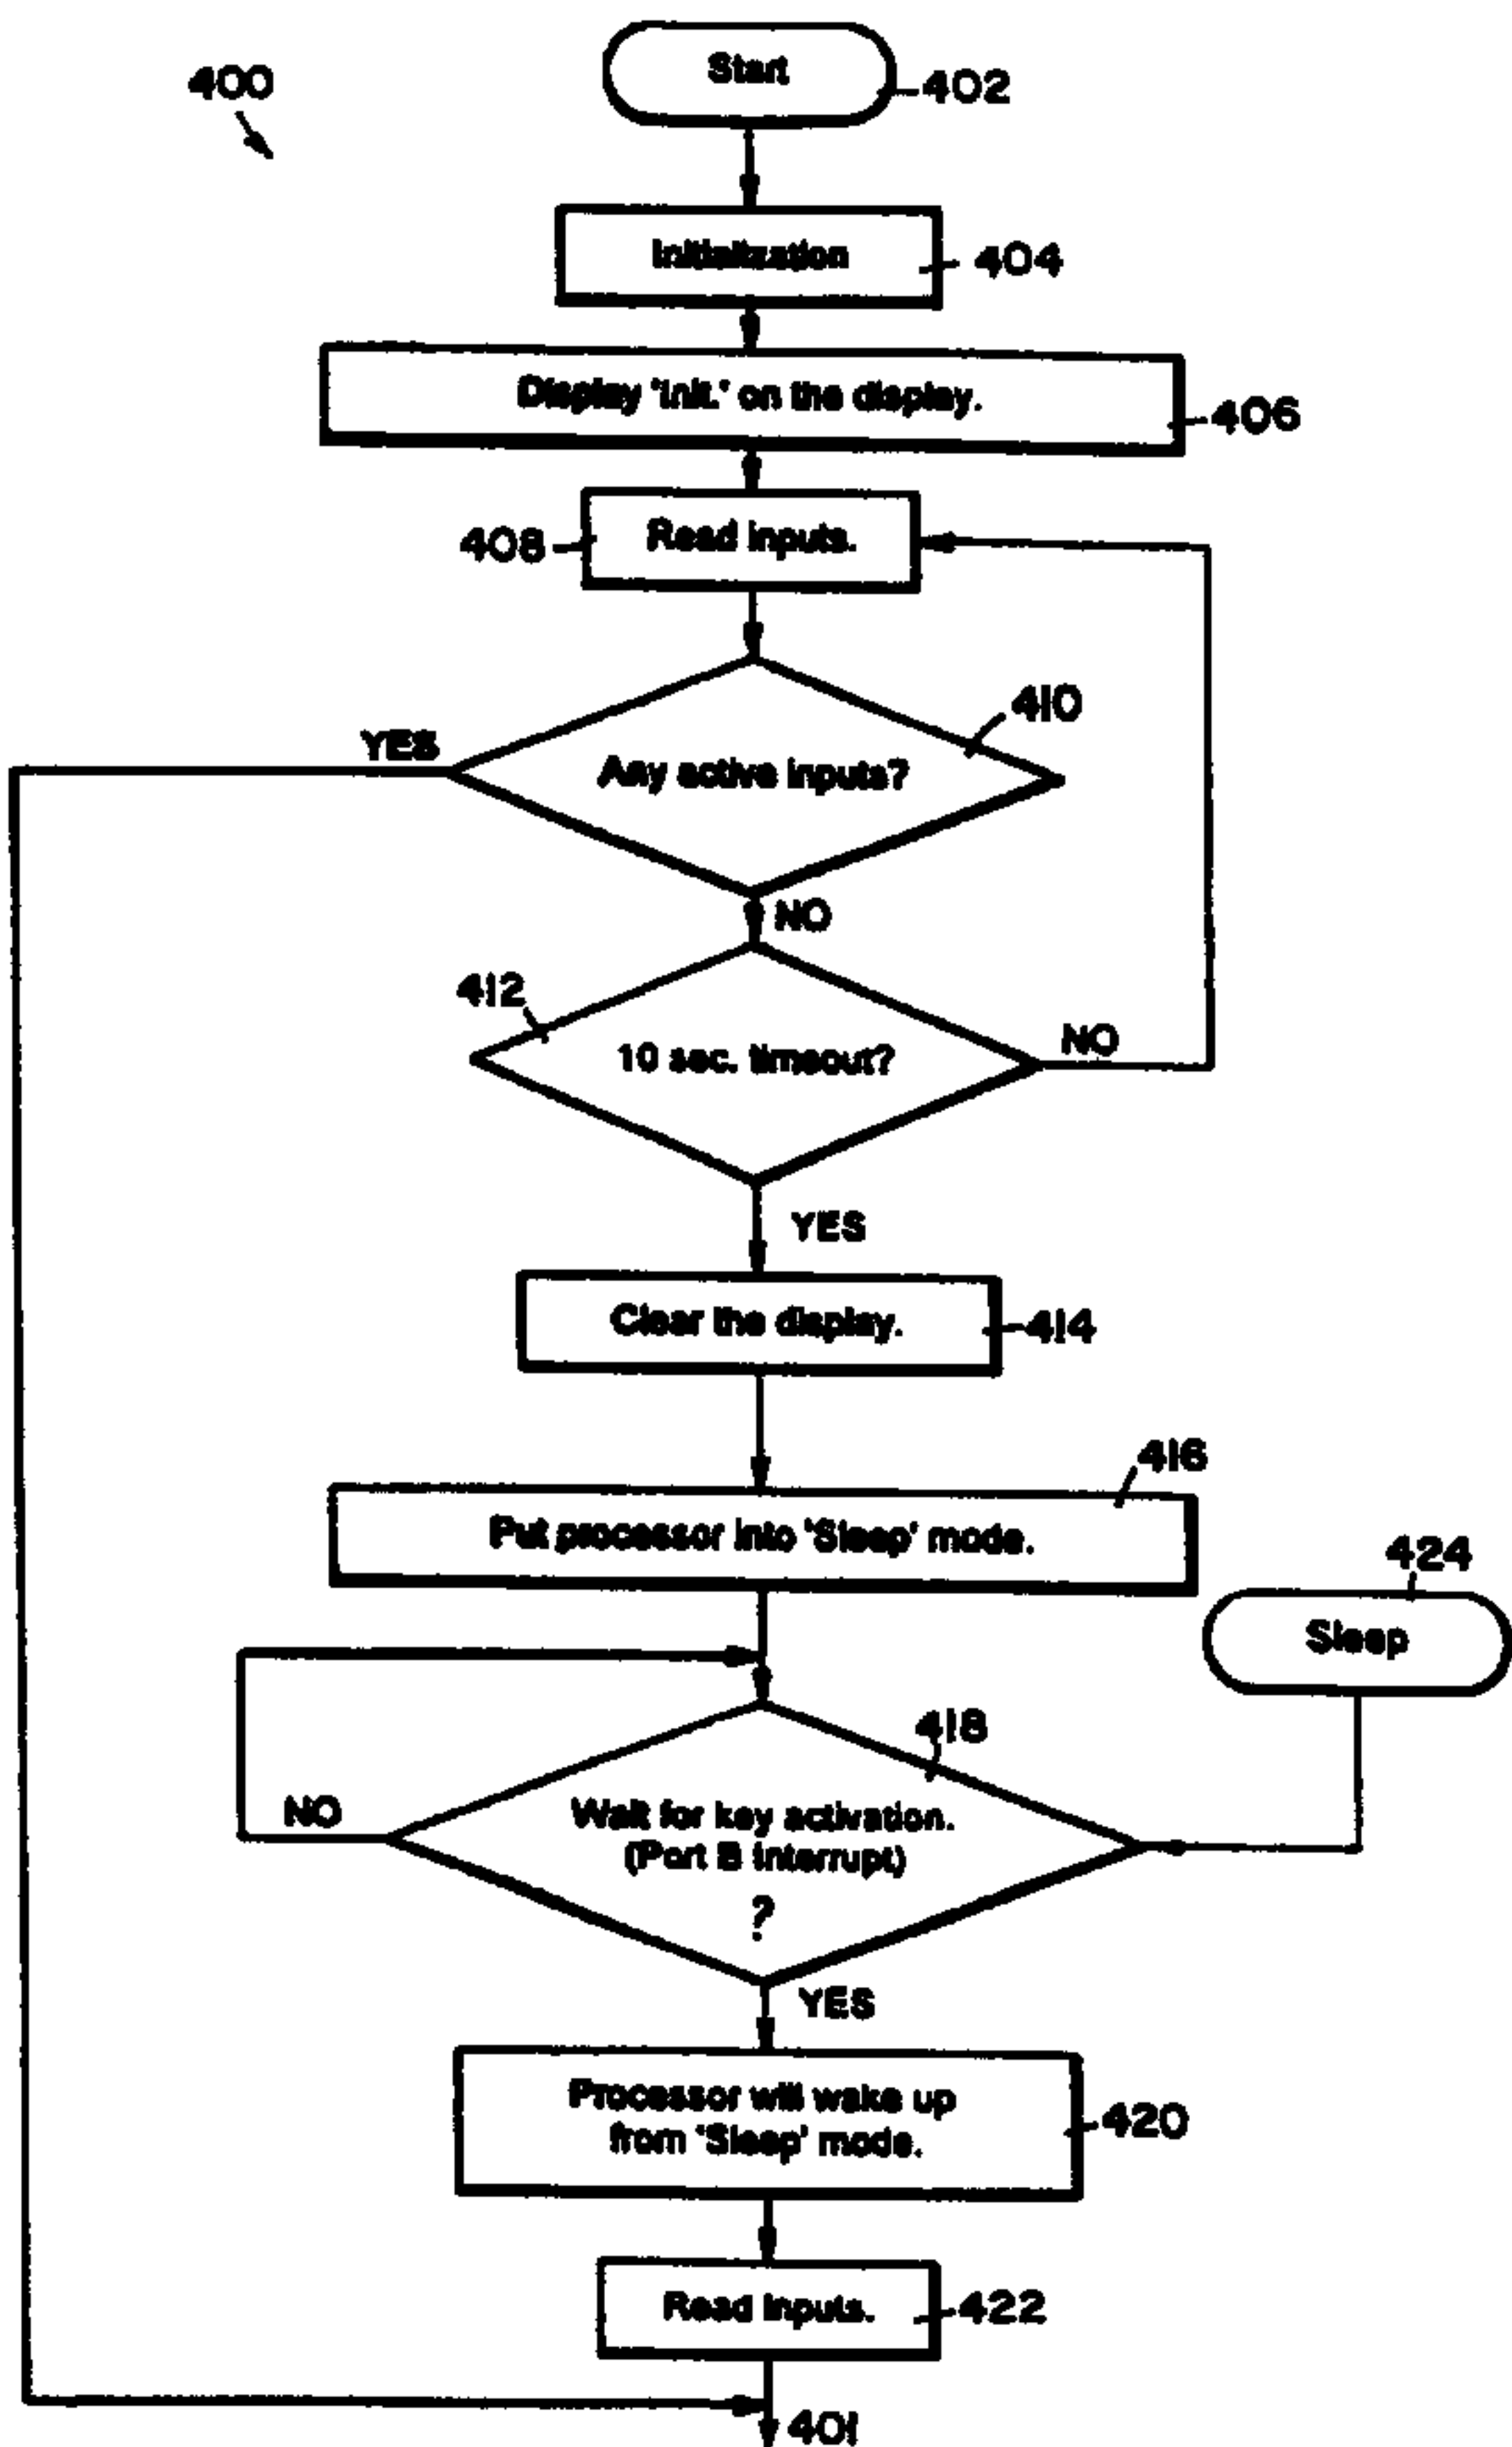 400
Start
402
Initialization
404
Display 'Init.' on the display.
406
408
Read inputs.
410
YES
Any active inputs?
NO
412
10 sec. timeout?
NO
YES
Clear the display.
414
416
Put processor into 'Sleep' mode.
424
Sleep
418
NO
Wait for key activation.
(Port B Interrupt)
?
YES
Processor will wake up
from 'Sleep' mode.
420
Read inputs.
422
401